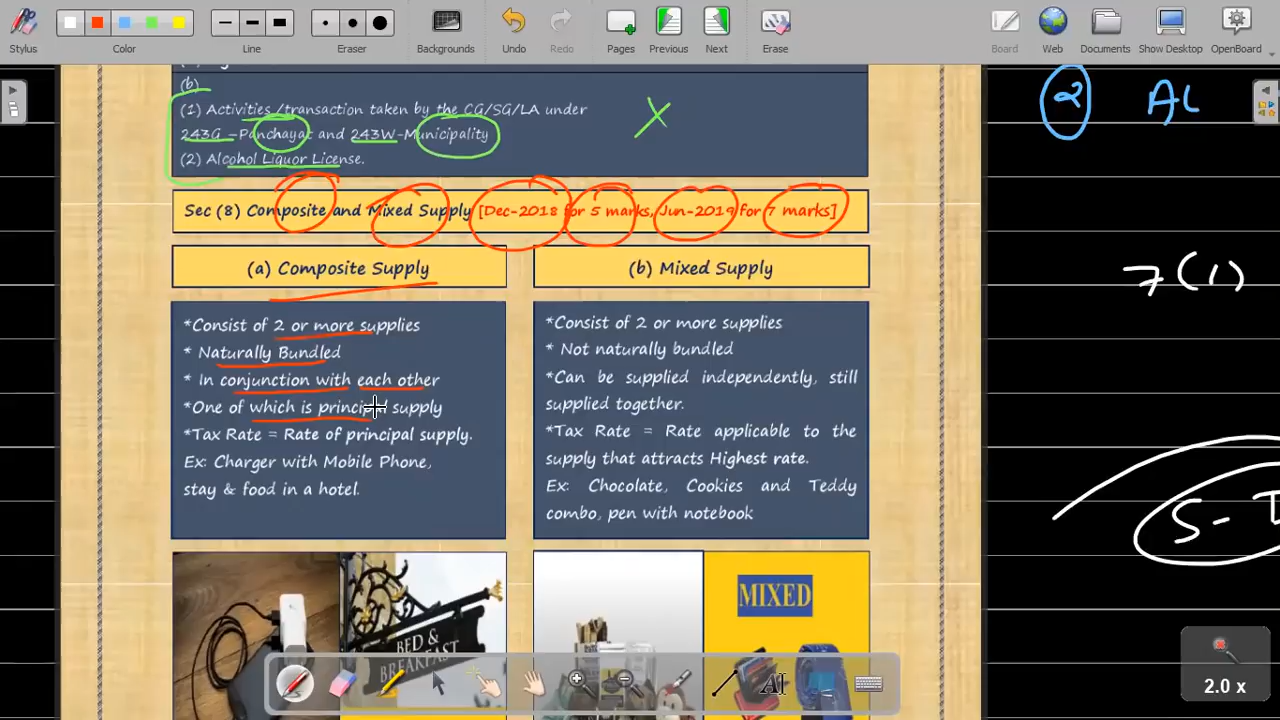 Stylus
Color
Line
Eraser
Backgrounds
Undo
Redo
Pages
Previous
Next
Erase
Board
Web
Documents
Show Desktop
OpenBoard
(b)
(1) Activities /transaction taken by the CG/SG/LA under
243G -Panchayat and 243W-Municipality
(2) Alcohol Liquor License.
X
2 AL
Sec (8) Composite and Mixed Supply [Dec-2018 for 5 marks, Jun-2019 for 7 marks]
(a) Composite Supply
*Consist of 2 or more supplies
* Naturally Bundled
* In conjunction with each other
*One of which is principal supply
*Tax Rate = Rate of principal supply.
Ex: Charger with Mobile Phone,
stay & food in a hotel.
(b) Mixed Supply
*Consist of 2 or more supplies
* Not naturally bundled
*Can be supplied independently, still
supplied together.
*Tax Rate = Rate applicable to the
supply that attracts Highest rate.
Ex: Chocolate, Cookies and Teddy
combo, pen with notebook
7(1)
S-
BED &
BREAKFAST
MIXED
AI
2.0 x